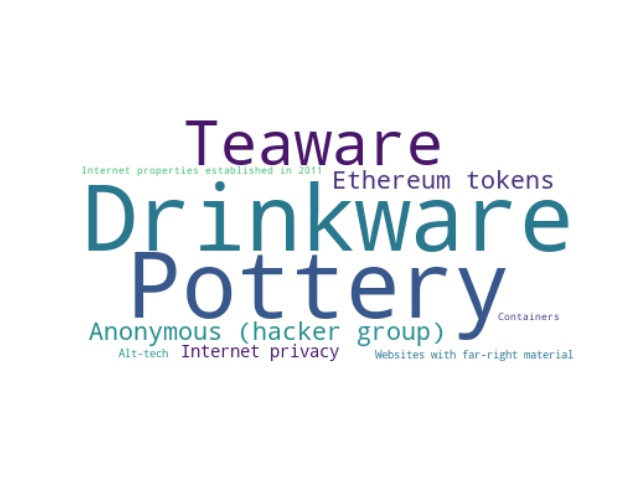 Teaware
Internet properties established in 2011
Ethereum tokens
Drinkware
Pottery
Containers
Anonymous (hacker group)
Alt-tech
Internet privacy
Websites with far-right material